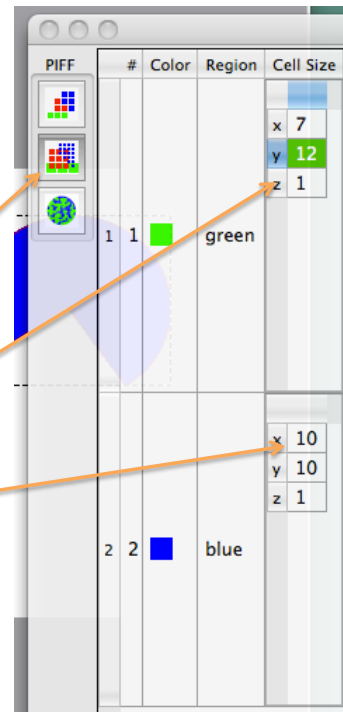 PIFF # Color Region Cell Size
x 7
y 12
z 1
1 1 green
x 10
y 10
z 1
2 2 blue